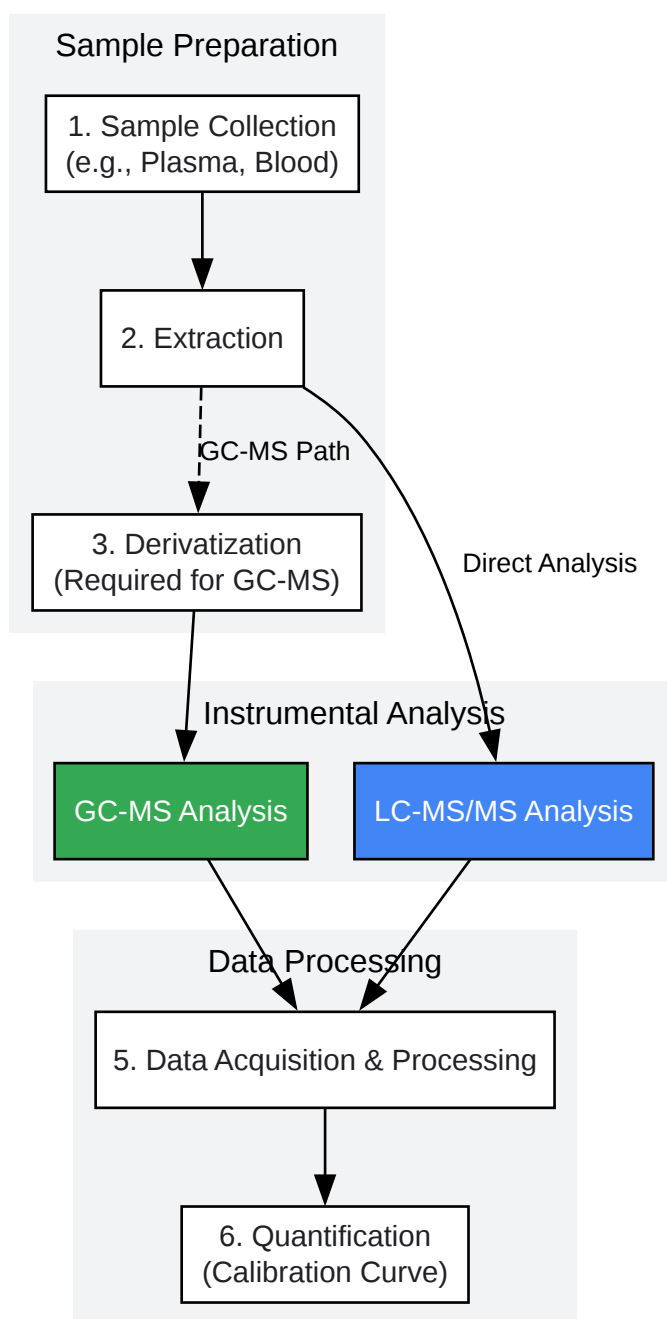 Sample Preparation
1. Sample Collection
(e.g., Plasma, Blood)
2. Extraction
GC-MS Path
3. Derivatization
(Required for GC-MS)
Direct Analysis
Instrumental Analysis
GC-MS Analysis
LC-MS/MS Analysis
Data Processing
5. Data Acquisition & Processing
6. Quantification
(Calibration Curve)